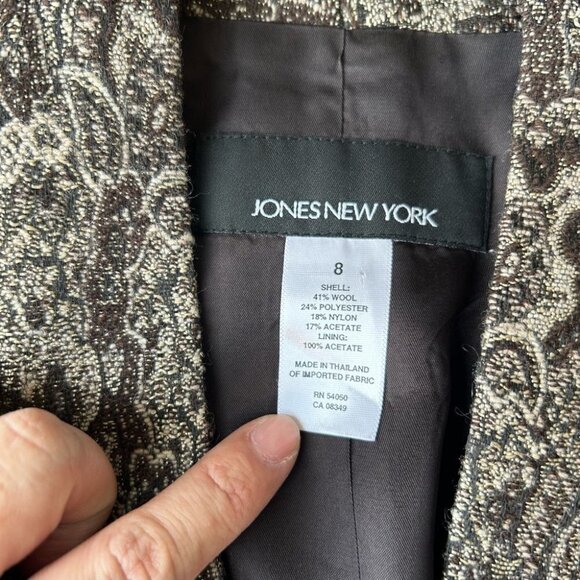 JONES NEW YORK
8
SHELL:
41% WOOL
24% POLYESTER
18% NYLON
17% ACETATE
LINING:
100% ACETATE
MADE IN THAILAND
OF IMPORTED FABRIC
RN 54050
CA 08349